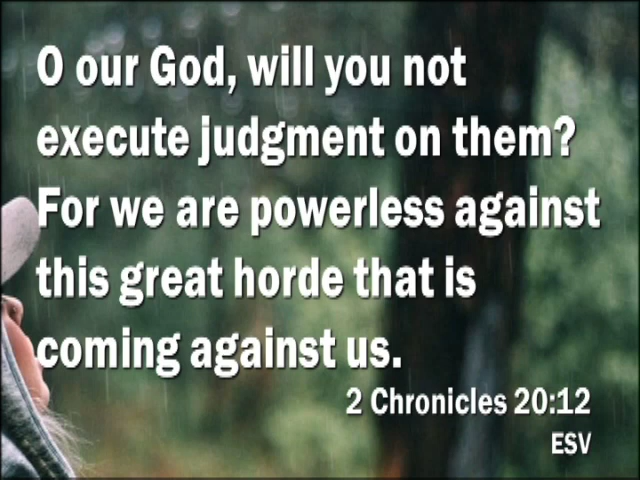 O our God, will you not
execute judgment on them?
For we are powerless against
this great horde that is
coming against us.
2 Chronicles 20:12
ESV